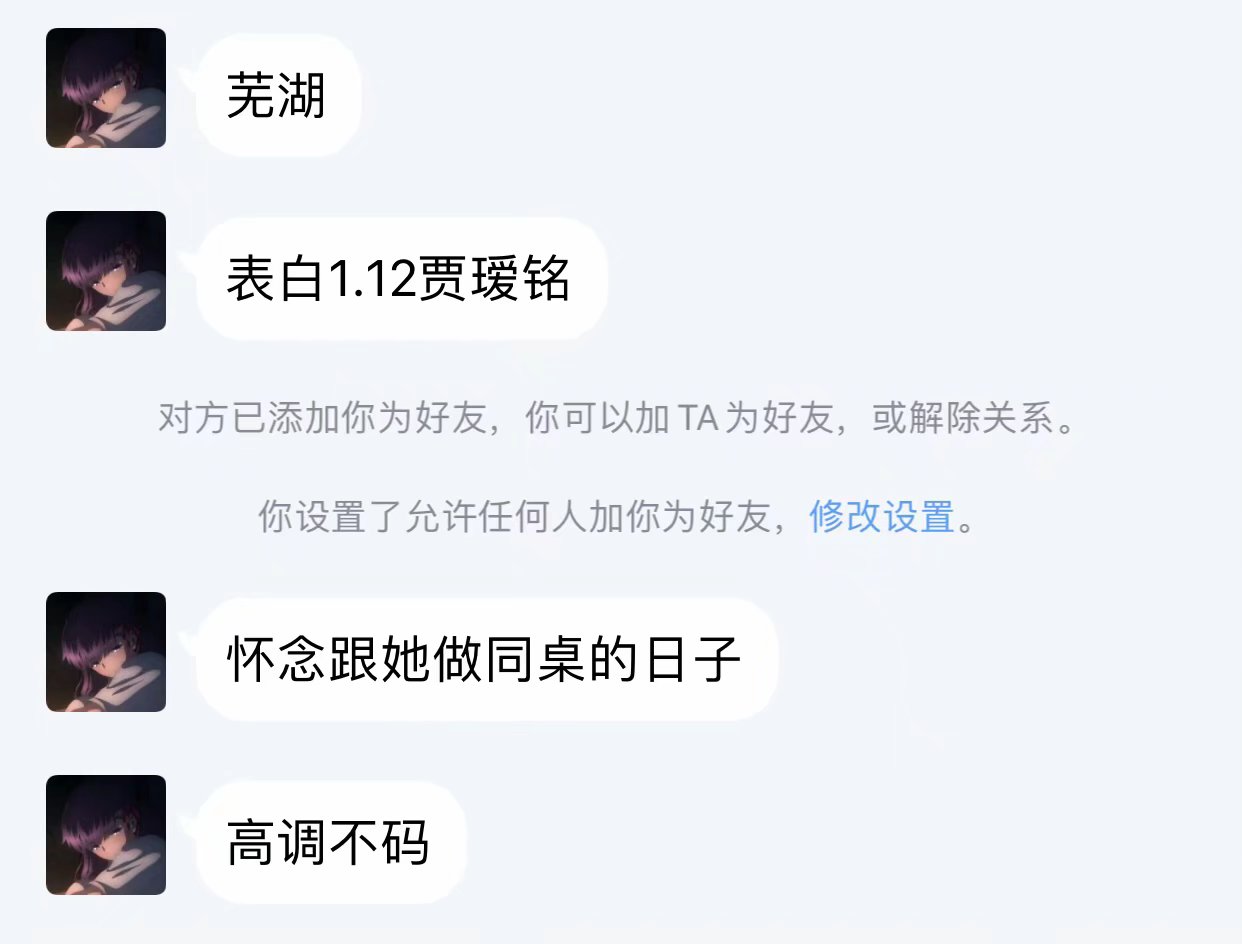 芜湖
表白1.12贾瑷铭
对方已添加你为好友，你可以加TA为好友，或解除关系。
你设置了允许任何人加你为好友，修改设置。
怀念跟她做同桌的日子
高调不码